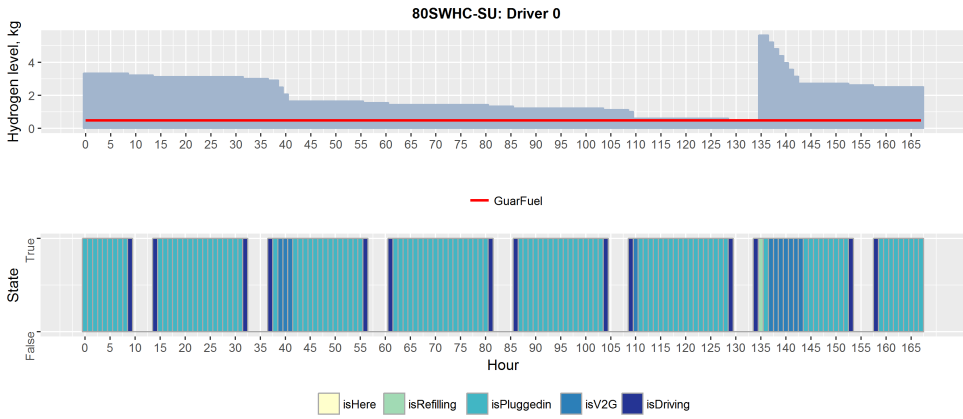 80SWHC-SU: Driver 0
Hydrogen level, kg
4
2
0
0 5 10 15 20 25 30 35 40 45 50 55 60 65 70 75 80 85 90 95 100 105 110 115 120 125 130 135 140 145 150 155 160 165
GuarFuel
State
True
False
0 5 10 15 20 25 30 35 40 45 50 55 60 65 70 75 80 85 90 95 100 105 110 115 120 125 130 135 140 145 150 155 160 165
Hour
isHere isRefilling isPluggedin isV2G isDriving